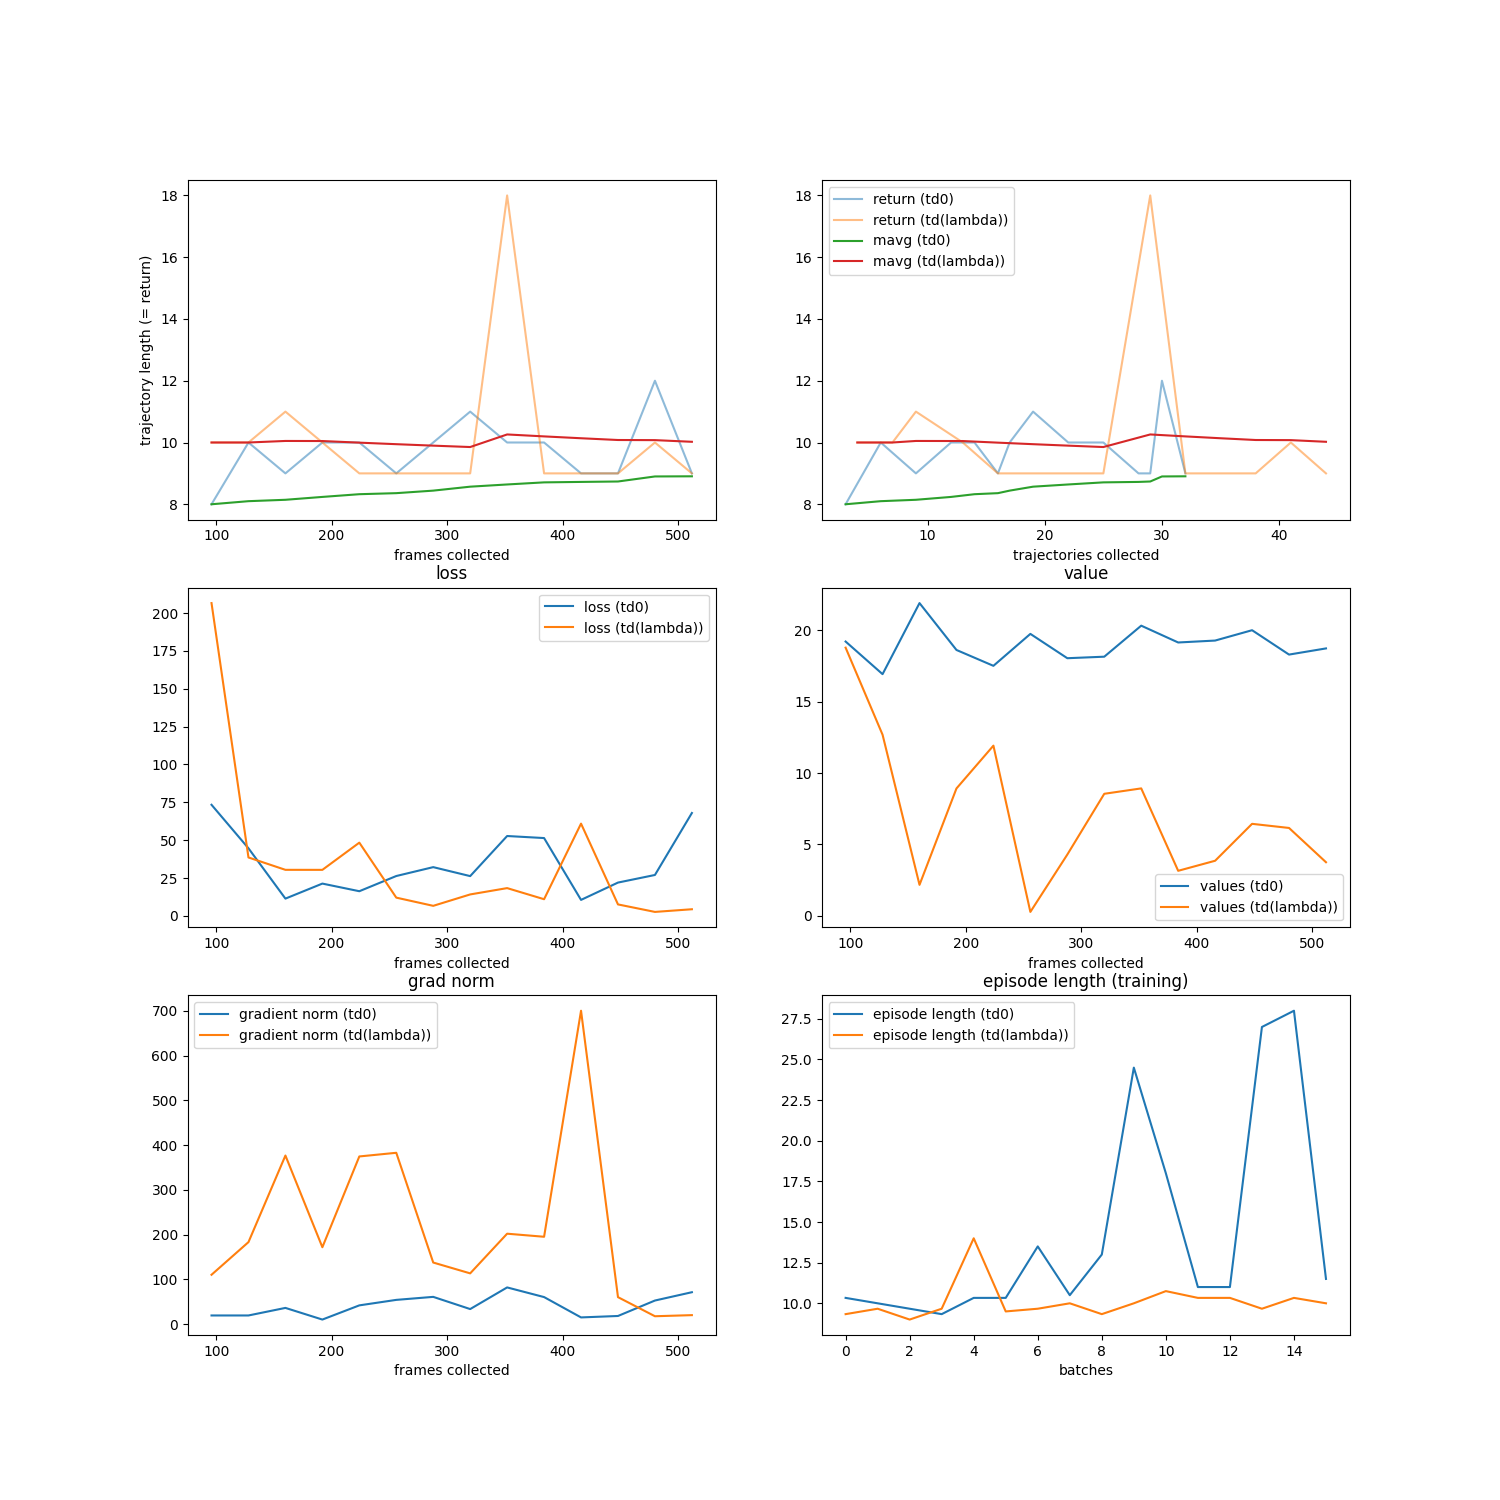 18
16
14
12
10
8
trajectory length (= return)
100 200 300 400 500
frames collected
return (td0)
return (td(lambda))
mavg (td0)
mavg (td(lambda))
18
16
14
12
10
8
10 20 30 40
trajectories collected
loss
loss (td0)
loss (td(lambda))
200
175
150
125
100
75
50
25
0
100 200 300 400 500
frames collected
value
20
15
10
5
0
values (td0)
values (td(lambda))
100 200 300 400 500
frames collected
grad norm
gradient norm (td0)
gradient norm (td(lambda))
700
600
500
400
300
200
100
0
100 200 300 400 500
frames collected
episode length (training)
episode length (td0)
episode length (td(lambda))
27.5
25.0
22.5
20.0
17.5
15.0
12.5
10.0
0 2 4 6 8 10 12 14
batches